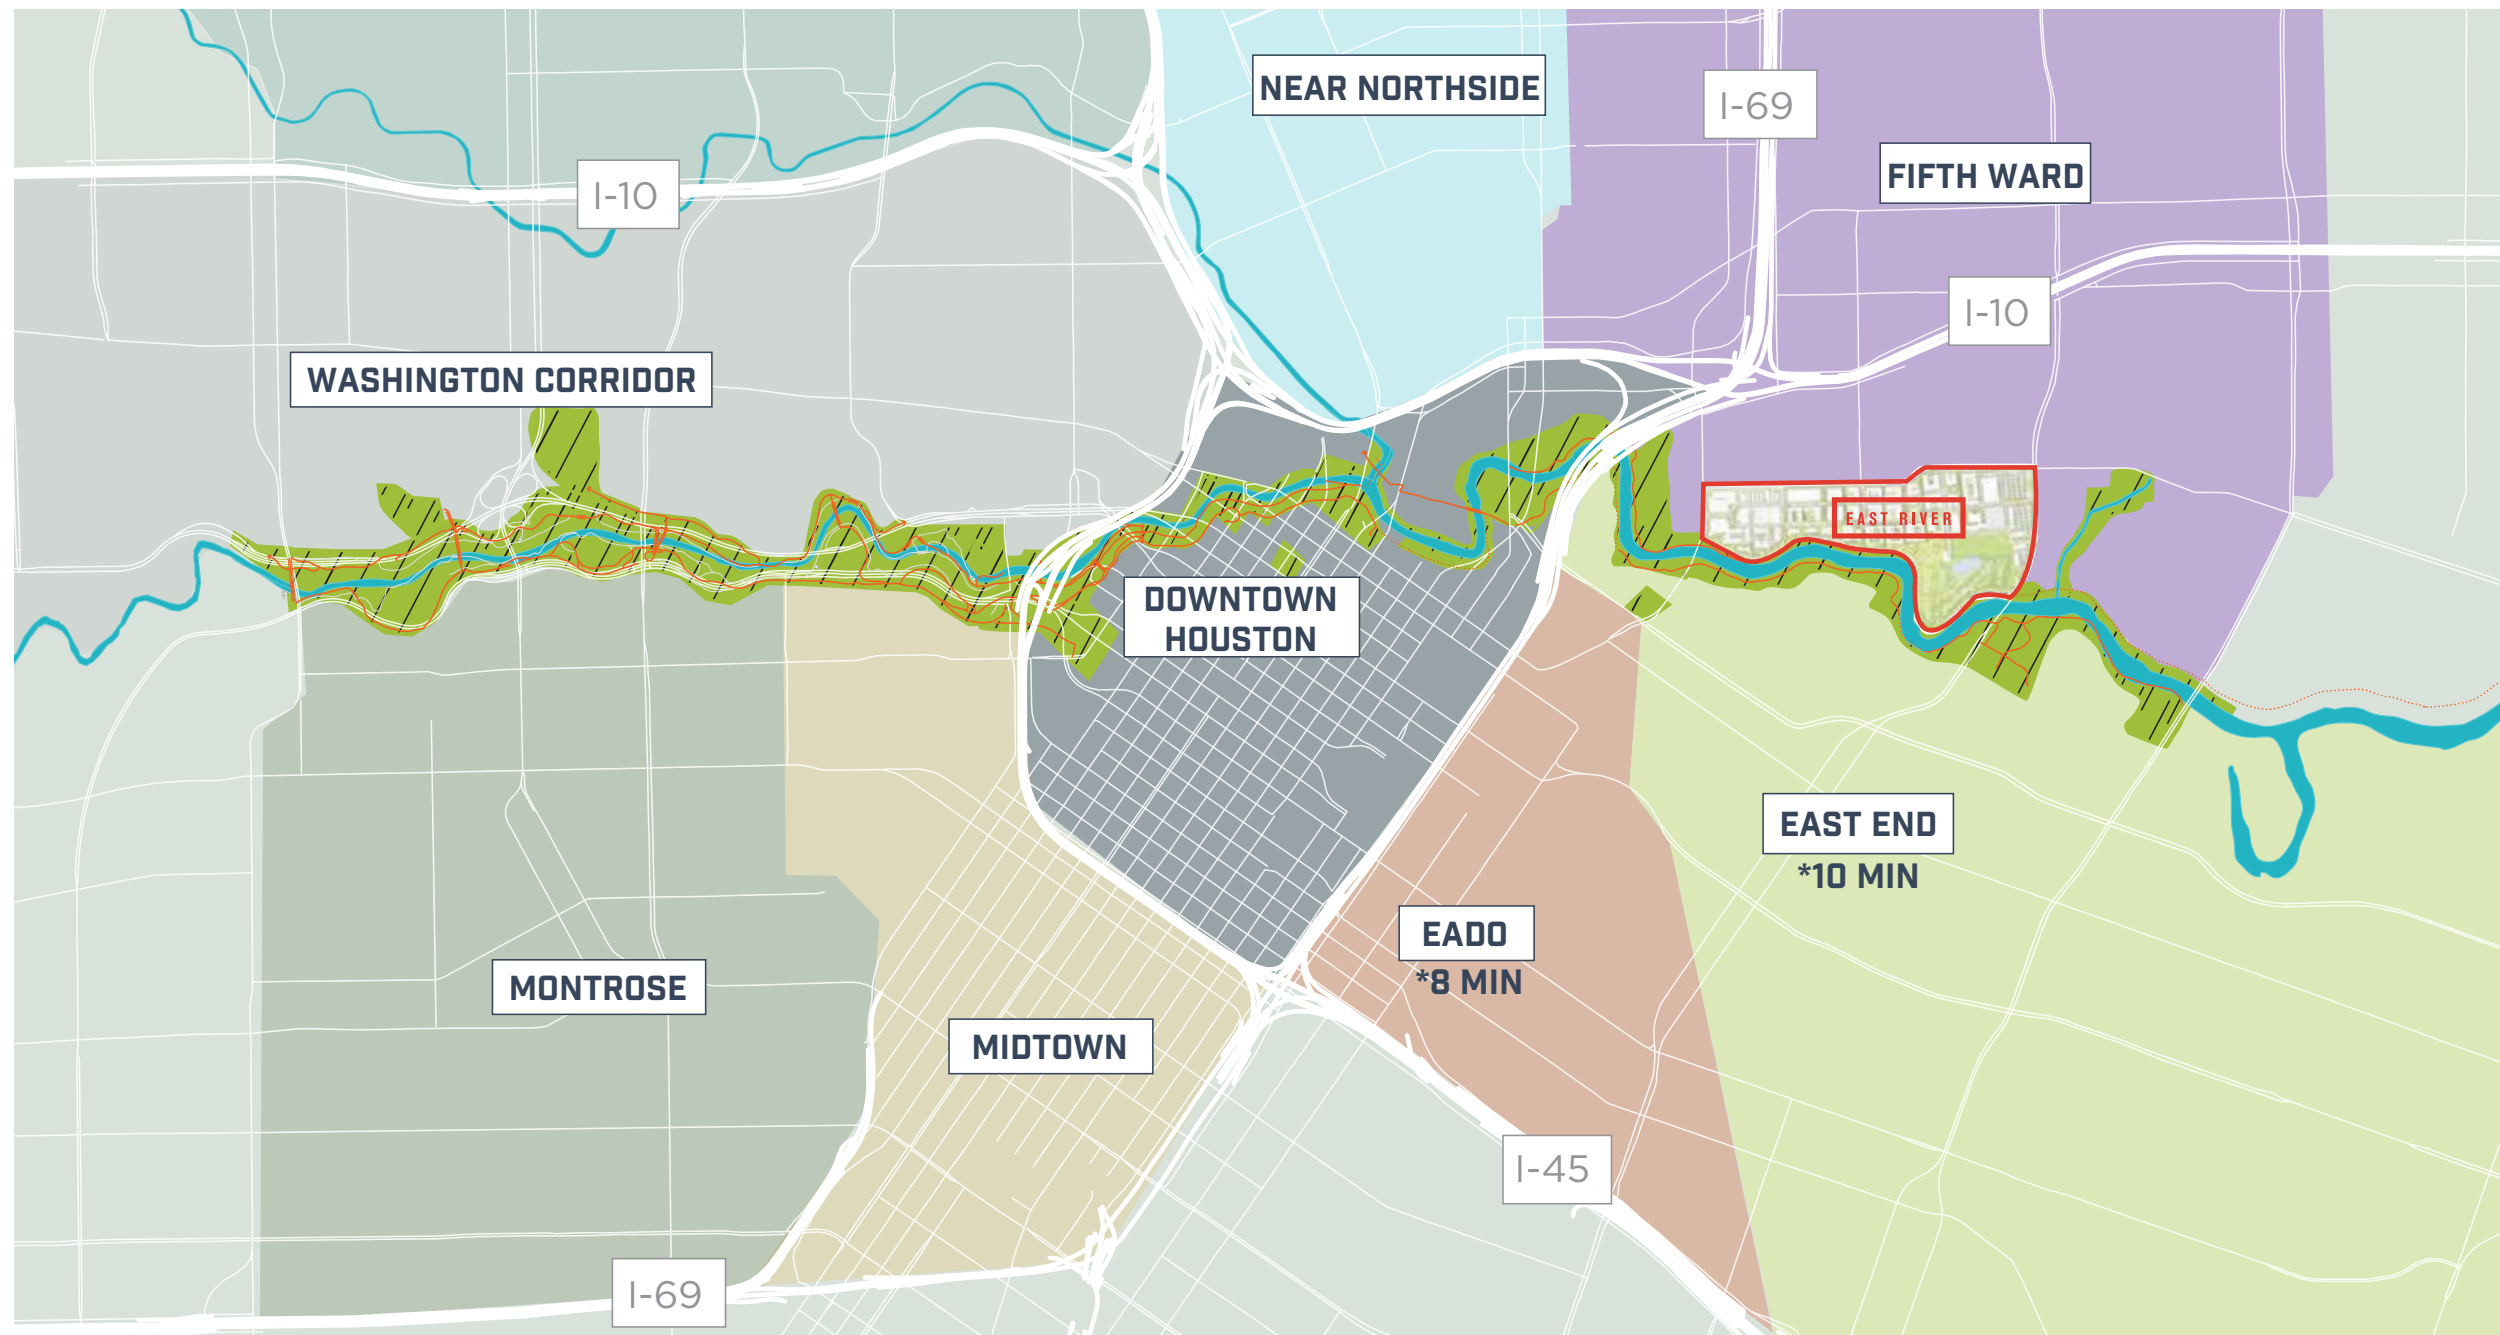 NEAR NORTHSIDE
I-69
FIFTH WARD
I-10
I-10
WASHINGTON CORRIDOR
EAST RIVER
DOWNTOWN
HOUSTON
EAST END
*10 MIN
EADO
*8 MIN
MONTROSE
MIDTOWN
I-45
I-69